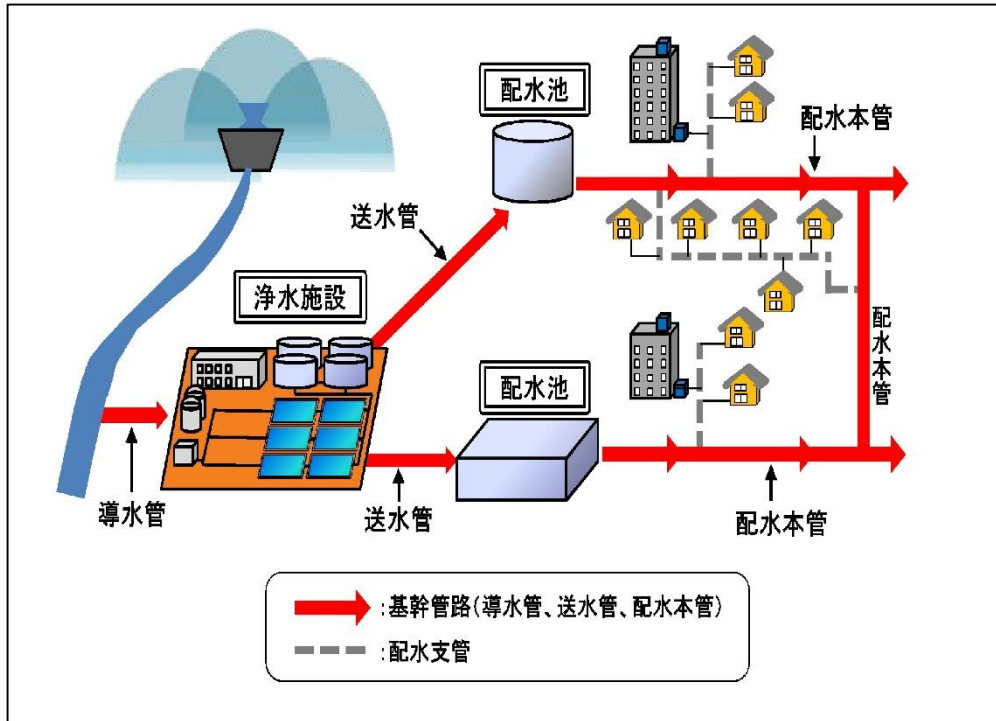 配水池
配水本管
送水管
浄水施設
配水池
配水本管
導水管
送水管
配水本管
:基幹管路(導水管、送水管、配水本管)
:配水支管